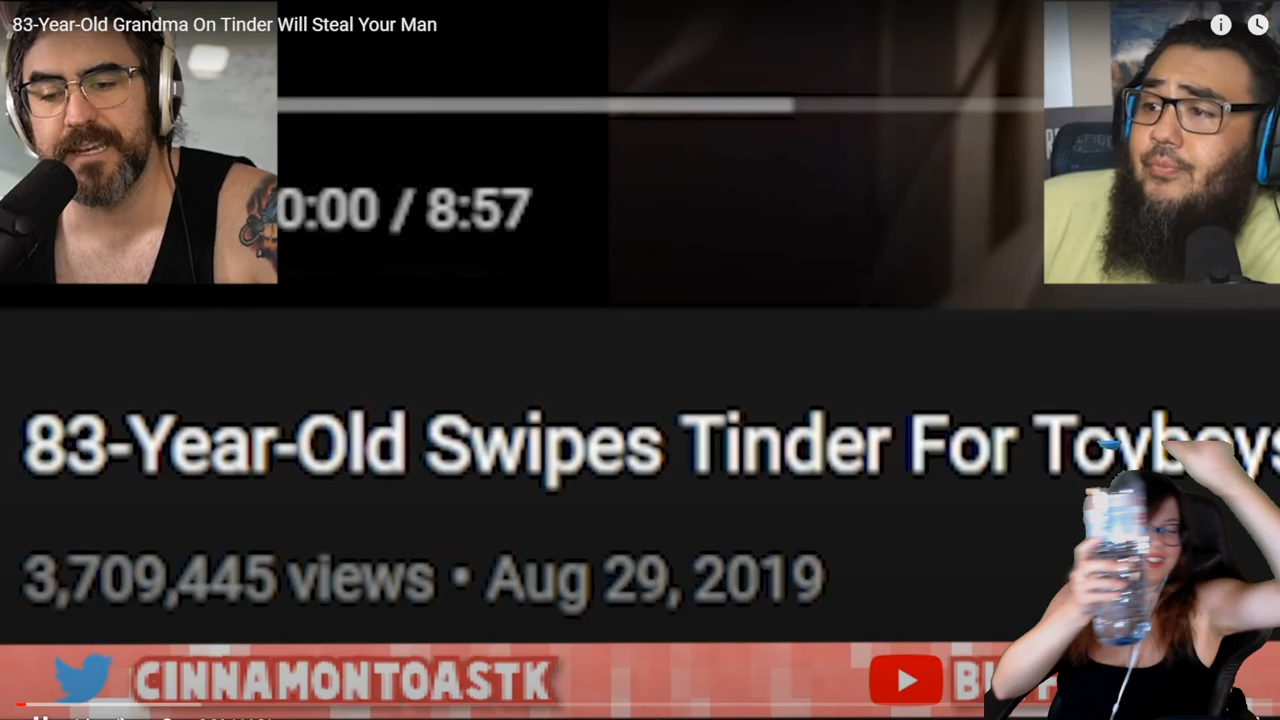 83-Year-Old Grandma On Tinder Will Steal Your Man
0:00 / 8:57
83-Year-Old Swipes Tinder For Toyboys
3,709,445 views • Aug 29, 2019
CINNAMONTOASTK